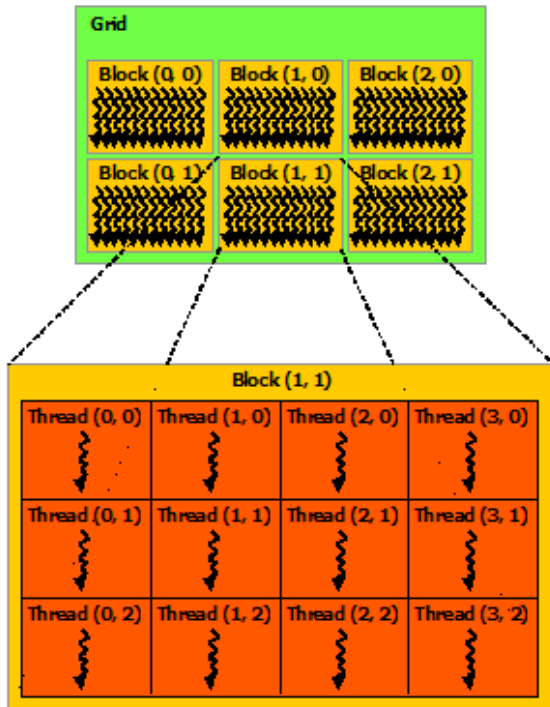 Grid
Block (0, 0) Block (1, 0) Block (2, 0)
Block (0, 1) Block (1, 1) Block (2, 1)
Block (1, 1)
Thread (0, 0) Thread (1, 0) Thread (2, 0) Thread (3, 0)
Thread (0, 1) Thread (1, 1) Thread (2, 1) Thread (3, 1)
Thread (0, 2) Thread (1, 2) Thread (2, 2) Thread (3, 2)